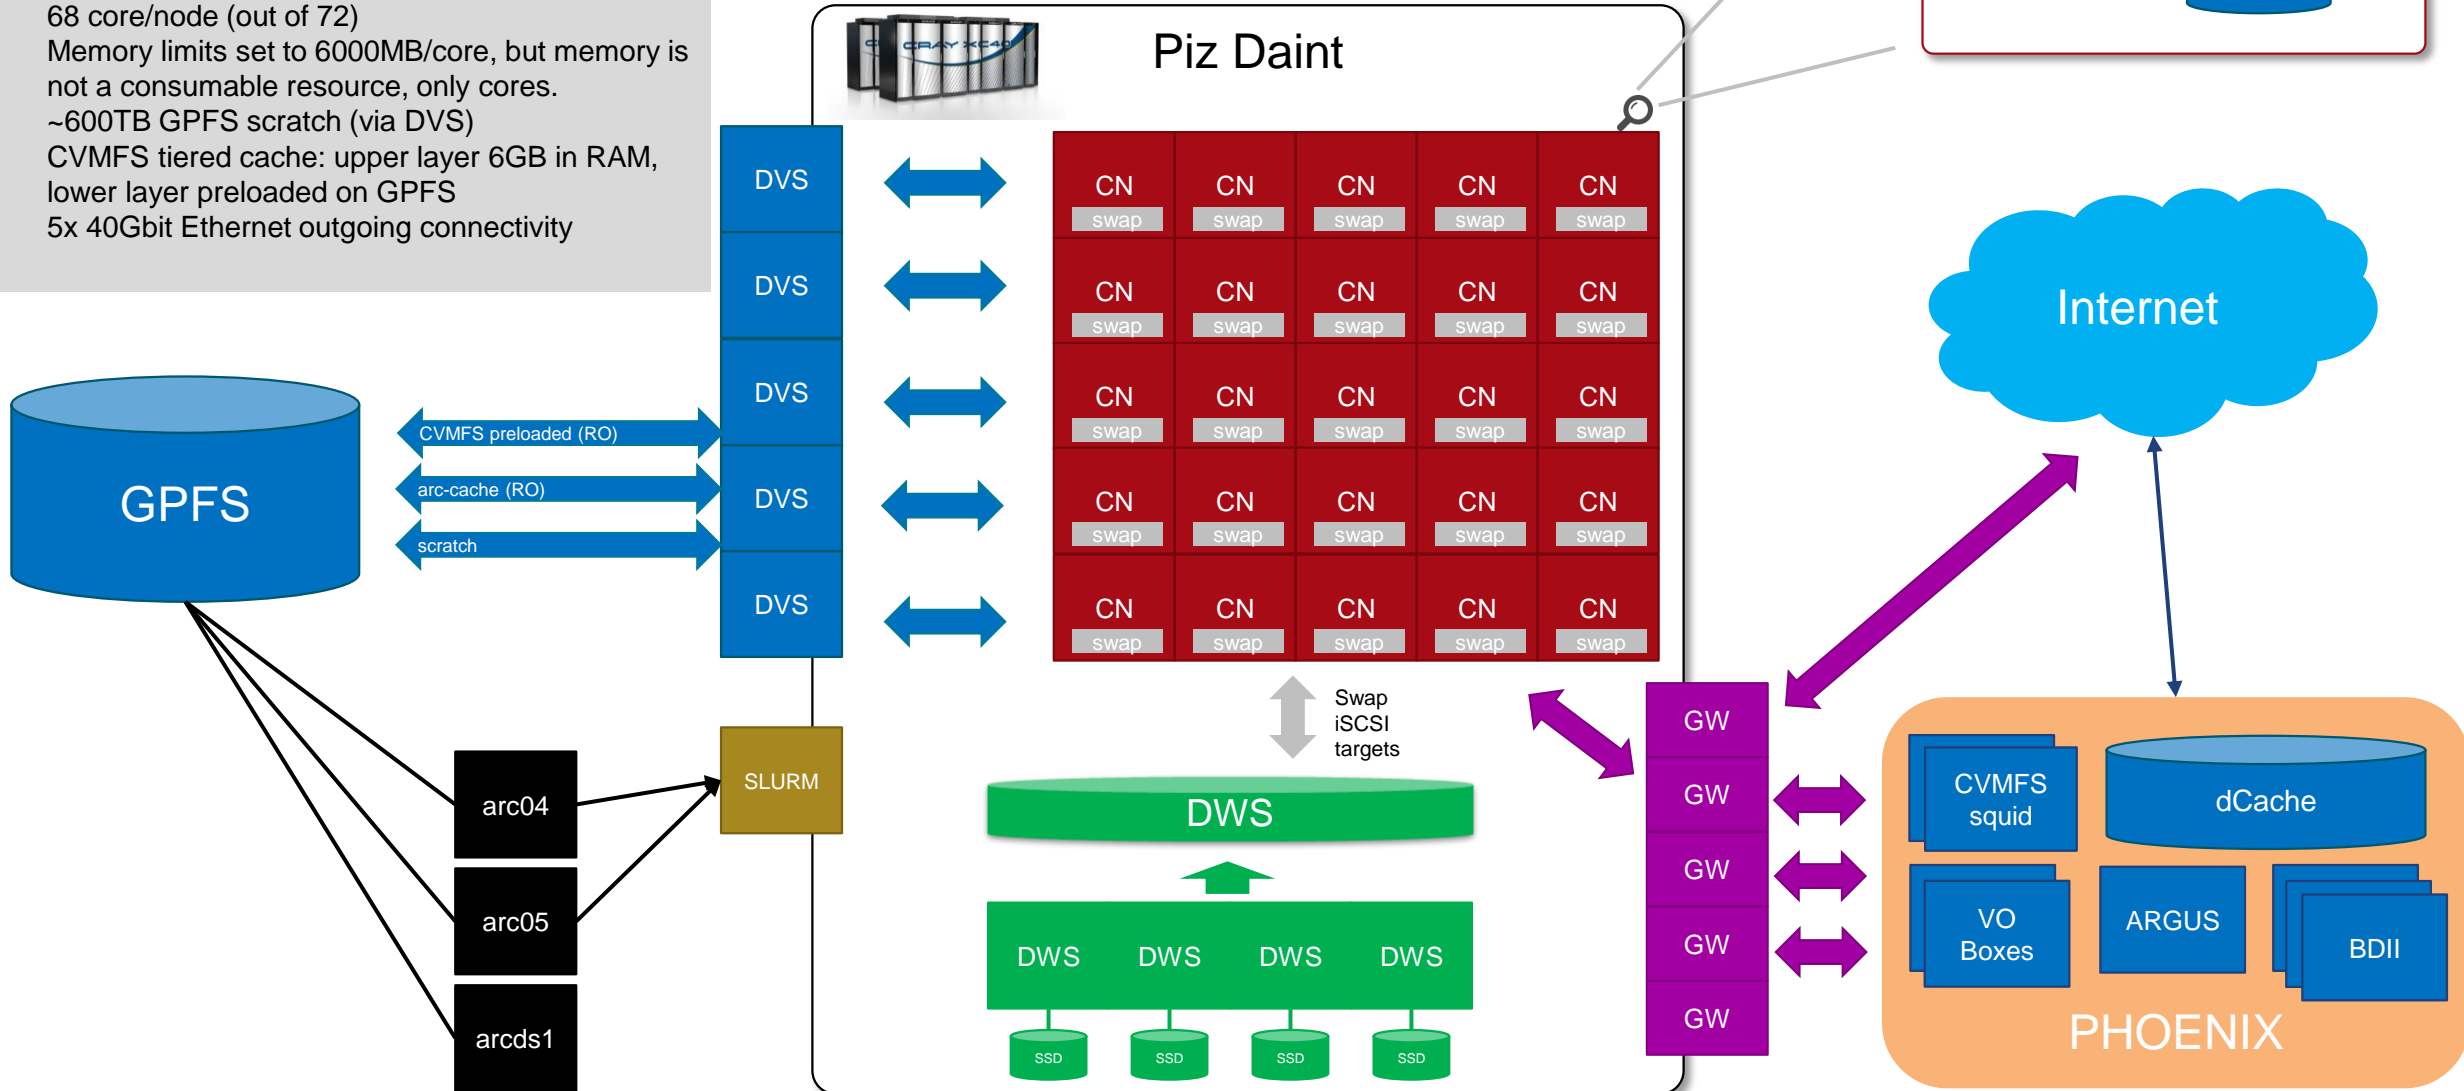 68 core/node (out of 72)
Memory limits set to 6000MB/core, but memory is
not a consumable resource, only cores.
~600TB GPFS scratch (via DVS)
CVMFS tiered cache: upper layer 6GB in RAM,
lower layer preloaded on GPFS
5x 40Gbit Ethernet outgoing connectivity
CRAY XC40
Piz Daint
DVS
DVS
DVS
DVS
DVS
CN CN CN CN CN
swap swap swap swap swap
CN CN CN CN CN
swap swap swap swap swap
CN CN CN CN CN
swap swap swap swap swap
CN CN CN CN CN
swap swap swap swap swap
CN CN CN CN CN
swap swap swap swap swap
Internet
GPFS
CVMFS preloaded (RO)
arc-cache (RO)
scratch
Swap
iSCSI
targets
SLURM
arc04
arc05
arcds1
DWS
DWS DWS DWS DWS
SSD SSD SSD SSD
GW
GW
GW
GW
GW
CVMFS
squid
dCache
VO
Boxes
ARGUS
BDII
PHOENIX